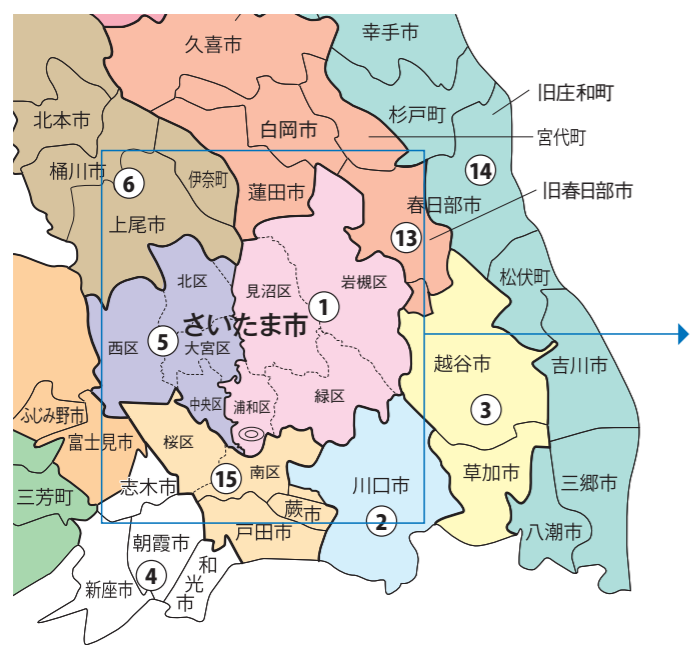 幸手市
久喜市
旧庄和町
杉戸町
北本市
白岡市
宮代町
桶川市
6
伊奈町
14
蓮田市
旧春日部市
春日部市
上尾市
13
北区
見沼区
岩槻区
松伏町
1
さいたま市
5
西区
大宮区
越谷市
吉川市
中央区
浦和区
緑区
3
ふじみ野市
富士見市
桜区
南区
15
草加市
川口市
三郷市
三芳町
志木市
蕨市
2
戸田市
八潮市
朝霞市
4
和光市
新座市